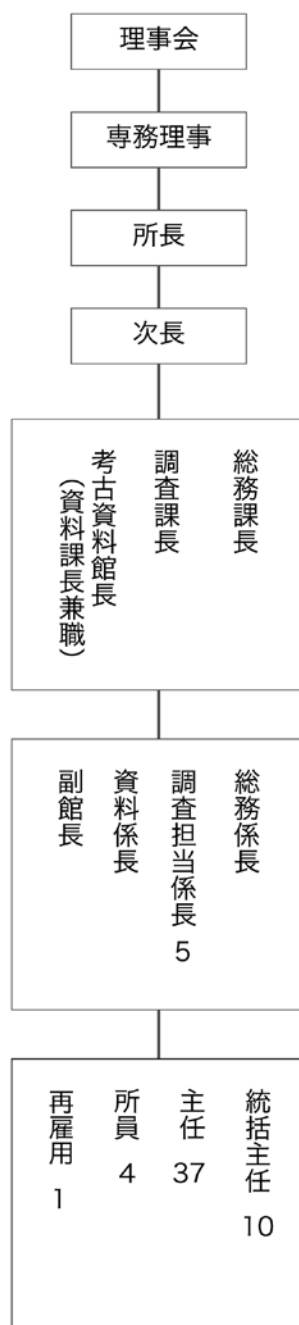 理事会
専務理事
所長
次長
総務課長
調査課長
考古資料館長
（資料課長兼職）
総務係長
調査担当係長 5
資料係長
副館長
統括主任 10
主任 37
所員 4
再雇用 1